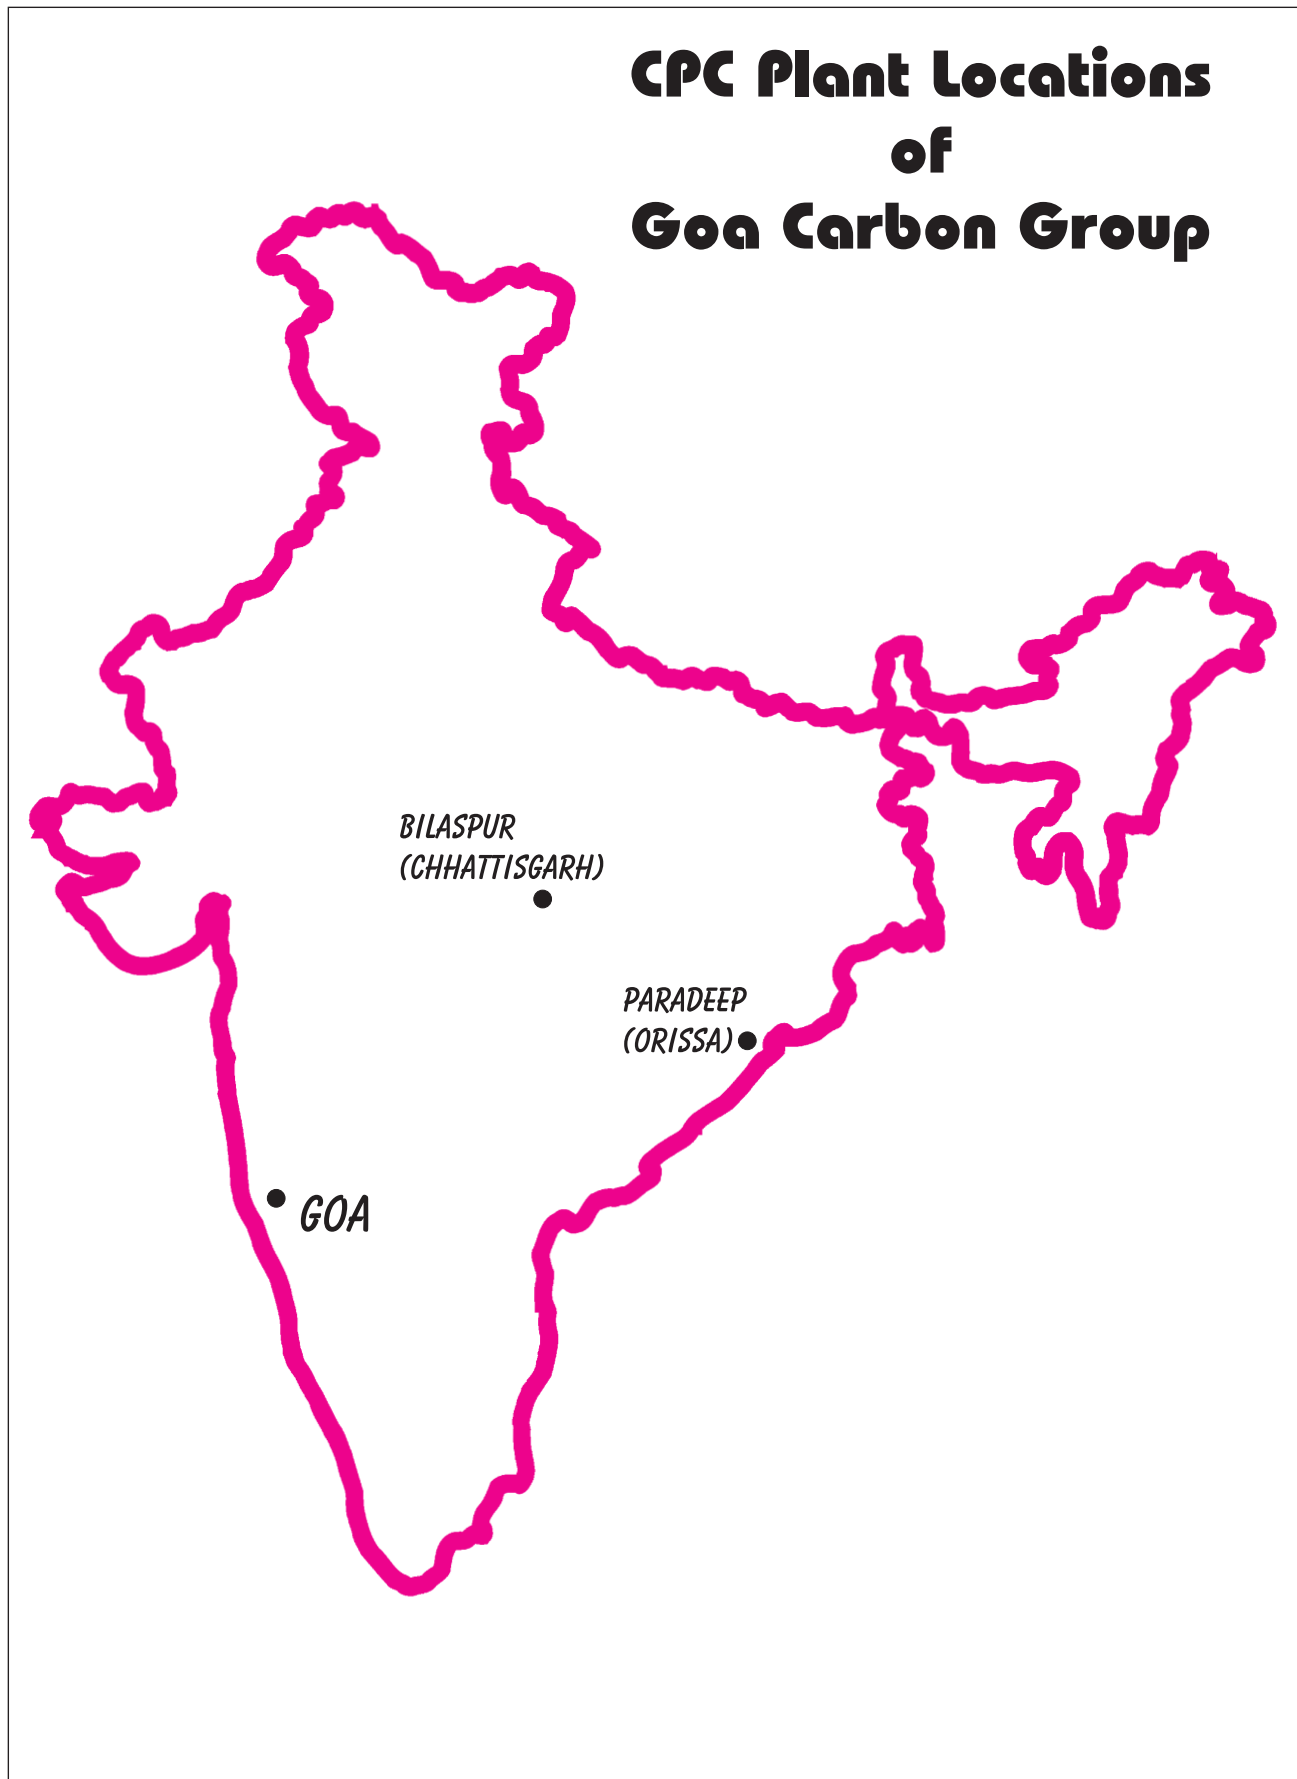 CPC Plant Locations
of
Goa Carbon Group
BILASPUR
(CHHATTISGARH)
PARADEEP
(ORISSA)
GOA